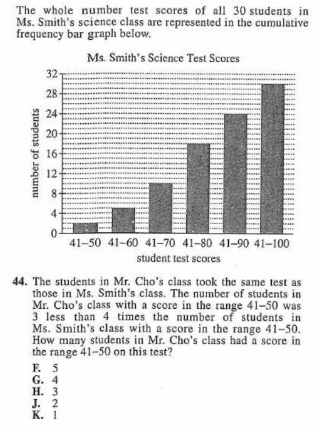 The whole number test scores of all 30 students in
Ms. Smith's science class are represented in the cumulative
frequency bar graph below.
Ms. Smith's Science Test Scores
number of students
32
28
24
20
16
12
8
4
0
41–50 41–60 41–70 41–80 41–90 41–100
student test scores
44. The students in Mr. Cho's class took the same test as
those in Ms. Smith's class. The number of students in
Mr. Cho's class with a score in the range 41–50 was
3 less than 4 times the number of students in
Ms. Smith's class with a score in the range 41–50.
How many students in Mr. Cho's class had a score in
the range 41–50 on this test?
F. 5
G. 4
H. 3
J. 2
K. 1